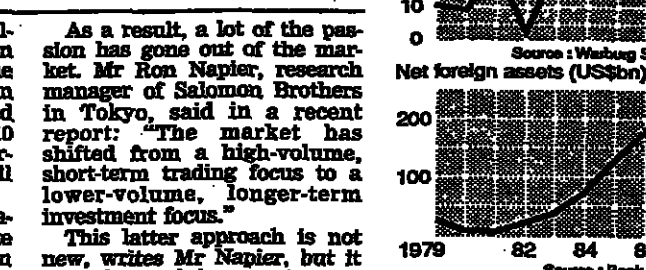 As a result, a lot of the pas-
sion has gone out of the mar-
ket. Mr Ron Napier, research
manager of Salomon Brothers
in Tokyo, said in a recent
report: "The market has
shifted from a high-volume,
short-term trading focus to a
lower-volume, longer-term
investment focus."
This latter approach is not
new, writes Mr Napier, but it
10
0
Source: Warburg S
Net foreign assets (US$bn)
200
100
1979 82 84 8